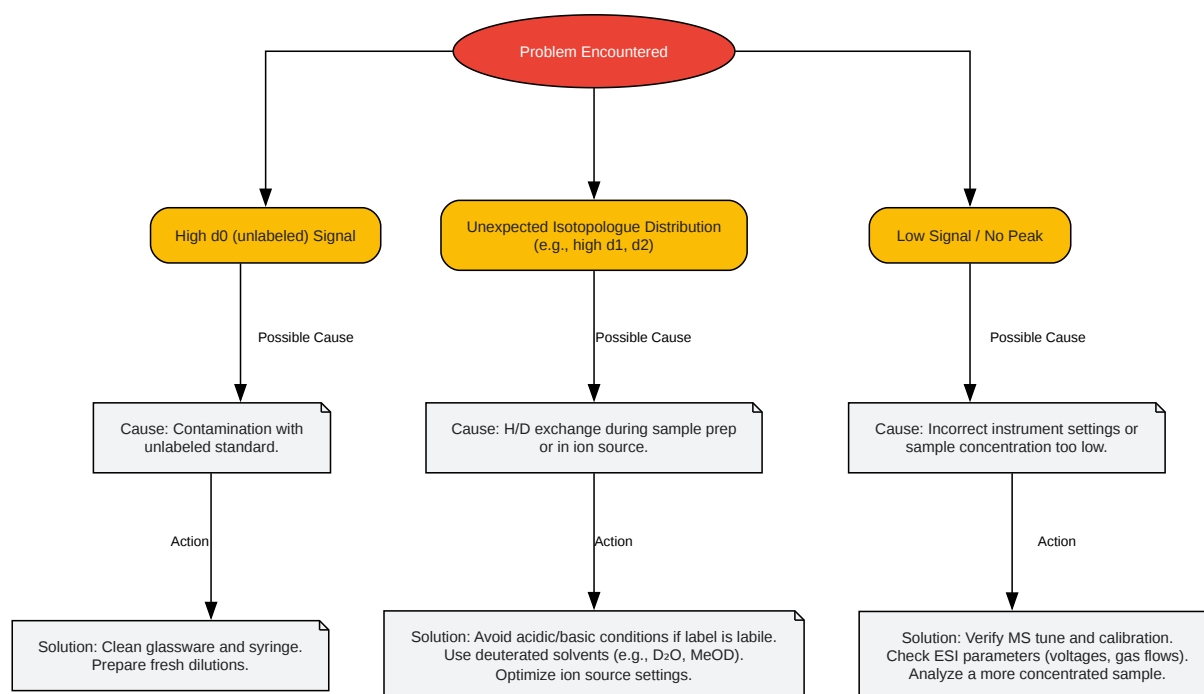 Problem Encountered
High d0 (unlabeled) Signal
Unexpected Isotopologue Distribution
(e.g., high d1, d2)
Low Signal / No Peak
Possible Cause
Possible Cause
Possible Cause
Cause: Contamination with
unlabeled standard.
Cause: H/D exchange during sample prep
or in ion source.
Cause: Incorrect instrument settings or
sample concentration too low.
Action
Action
Action
Solution: Clean glassware and syringe.
Prepare fresh dilutions.
Solution: Avoid acidic/basic conditions if label is labile.
Use deuterated solvents (e.g., D₂O, MeOD).
Optimize ion source settings.
Solution: Verify MS tune and calibration.
Check ESI parameters (voltages, gas flows).
Analyze a more concentrated sample.